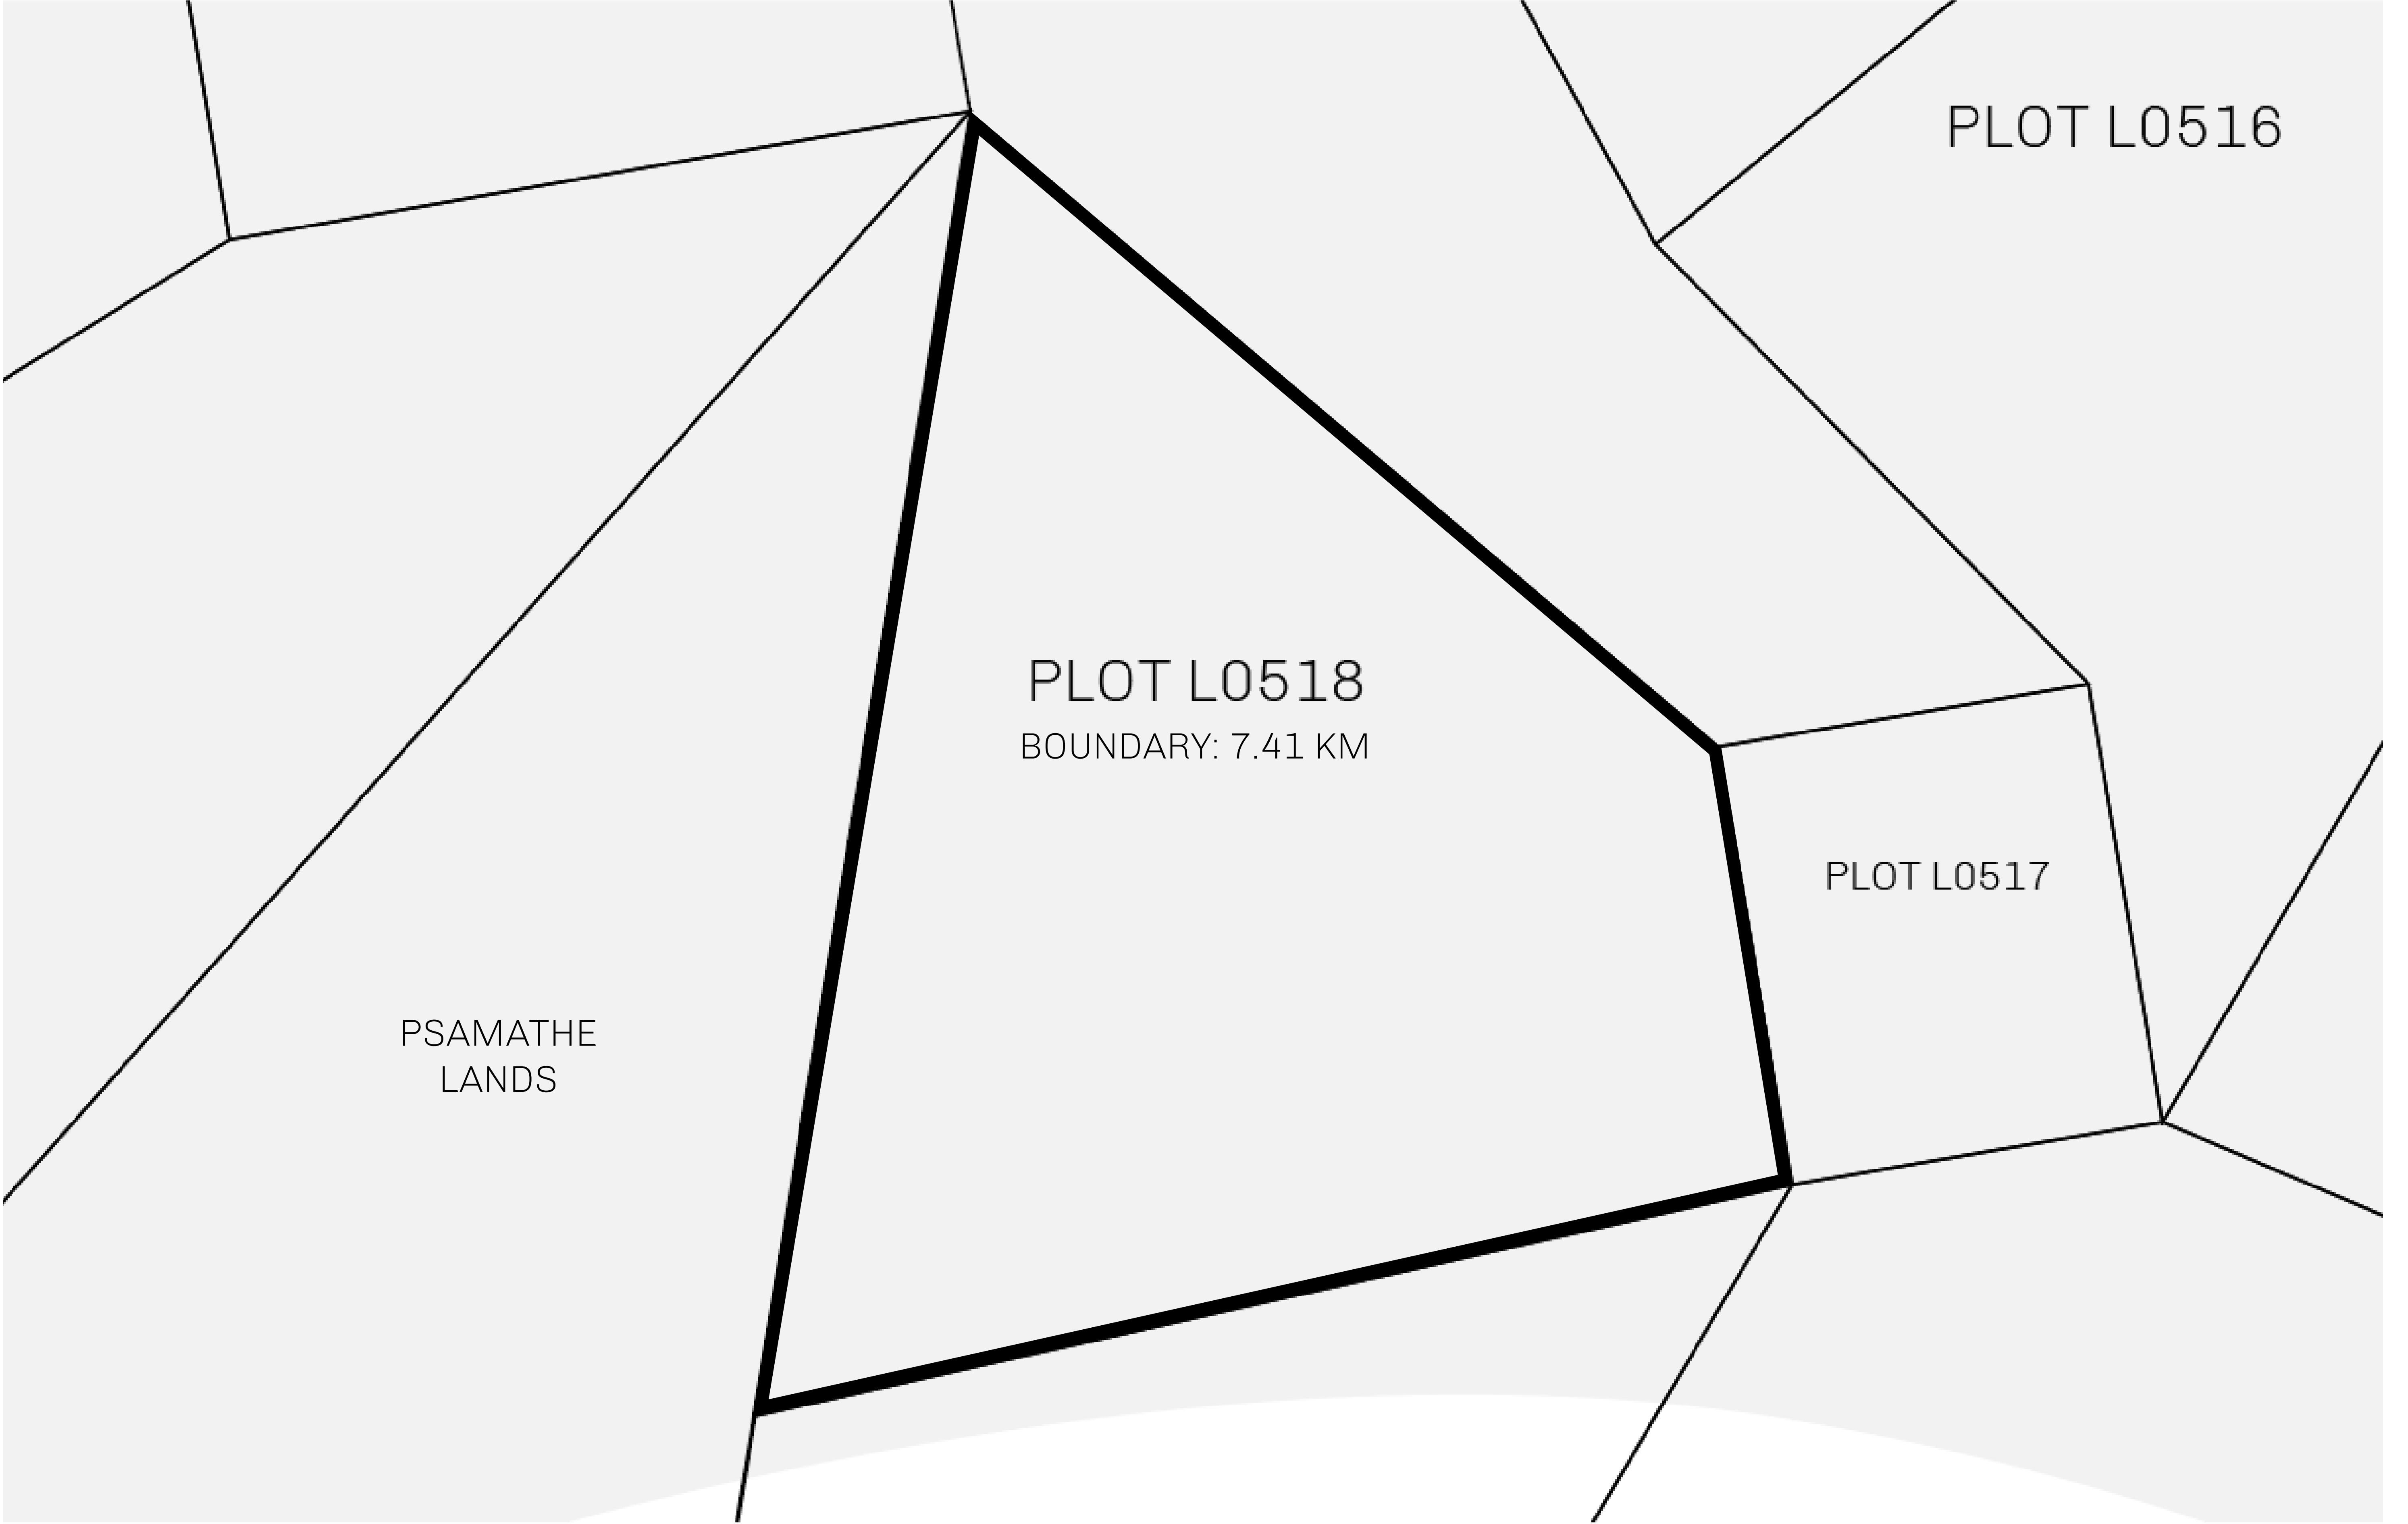 PLOT L0516
PLOT L0518
BOUNDARY: 7.41 KM
PLOT L0517
PSAMATHE
LANDS